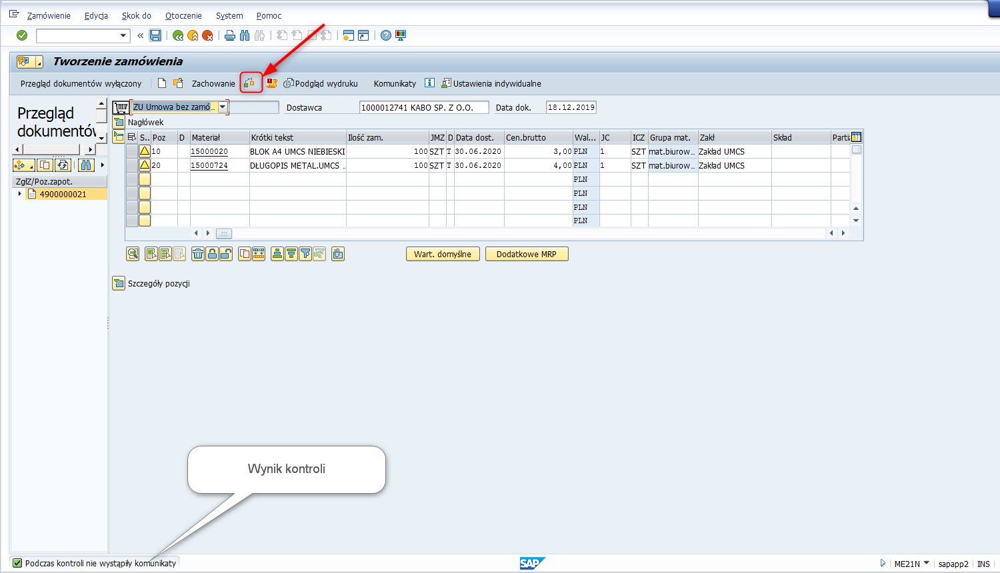 Zamówienie Edycja Skok do Otoczenie System Pomoc
Tworzenie zamówienia
Przegląd dokumentów wyłączony Zachowanie Podgląd wydruku Komunikaty Ustawienia indywidualne
Przegląd
dokumentów
ZU Umowa bez zamó... Dostawca 1000012741 KABO SP. Z O.O. Data dok. 18.12.2019
Nagłówek
S.. Poz D Materiał Krótki tekst Ilość zam. JMZ D Data dost. Cen.brutto Wal... JC ICZ Grupa mat. Zakł Skład Parti
10 15000020 BLOK A4 UMCS NIEBIESKI 100 SZT T 30.06.2020 3,00 PLN 1 SZT mat.biurow... Zakład UMCS
20 15000724 DŁUGOPIS METAL.UMCS .. 100 SZT T 30.06.2020 4,00 PLN 1 SZT mat.biurow... Zakład UMCS
PLN
PLN
PLN
PLN
ZgłZ/Poz.zapot.
4900000021
Wart. domyślne Dodatkowe MRP
Szczegóły pozycji
Wynik kontroli
Podczas kontroli nie wystąpiły komunikaty
SAP
ME21N sapapp2 INS